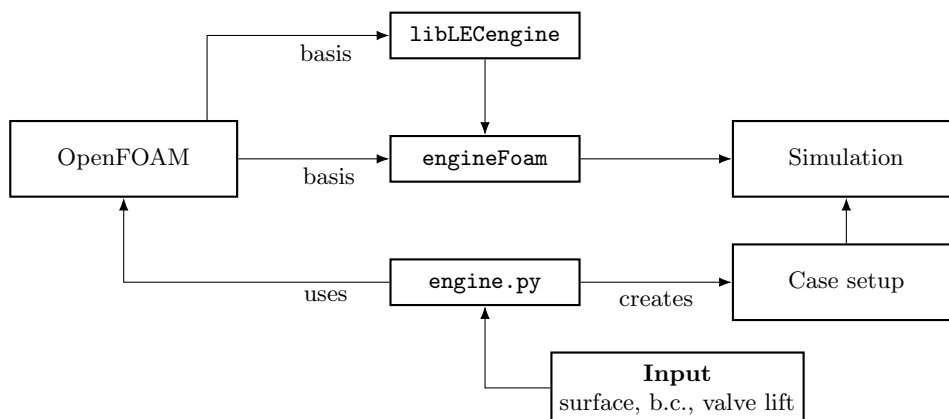 libLECengine
basis
OpenFOAM
engineFoam
Simulation
basis
engine.py
Case setup
uses
creates
Input
surface, b.c., valve lift